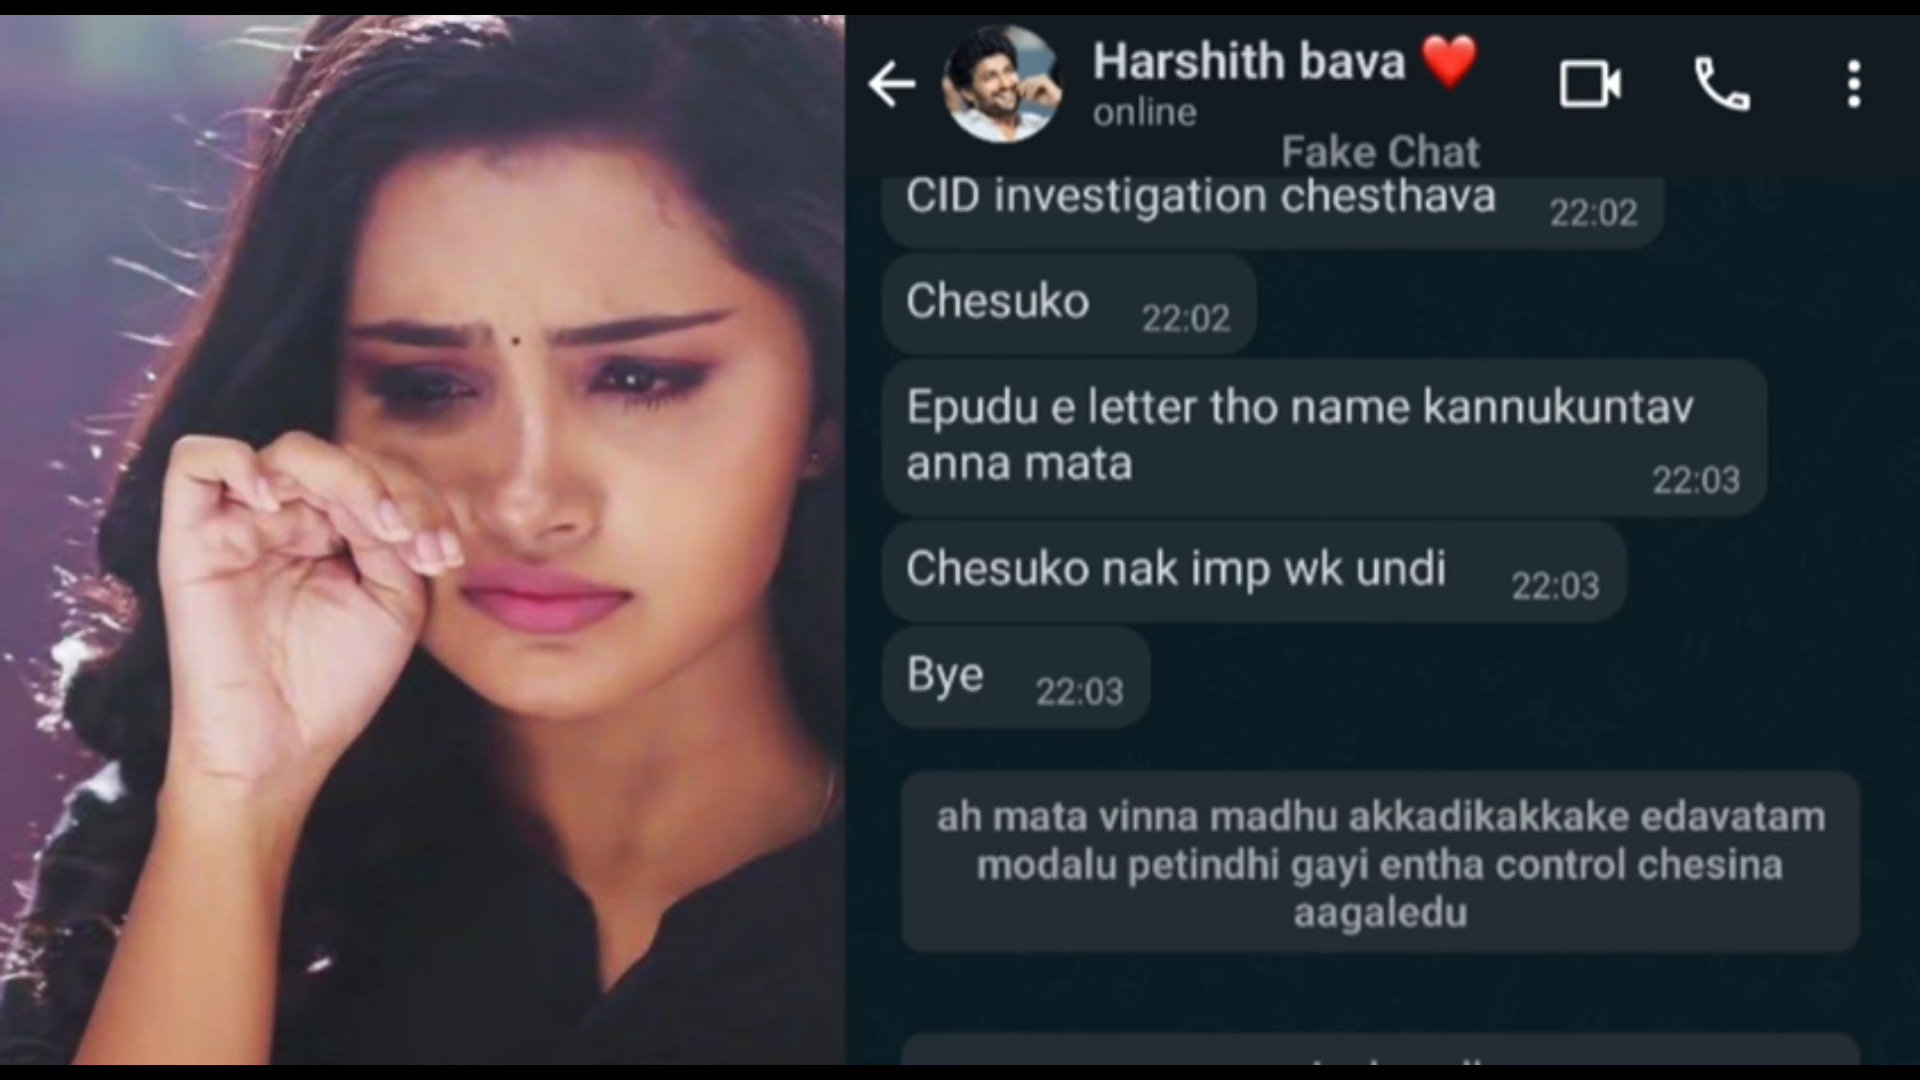 Harshith bava ❤️
online
Fake Chat
CID investigation chesthava 22:02
Chesuko 22:02
Epudu e letter tho name kannukuntav
anna mata 22:03
Chesuko nak imp wk undi 22:03
Bye 22:03
ah mata vinna madhu akkadikakkake edavatam
modalu petindhi gayi entha control chesina
aagaledu